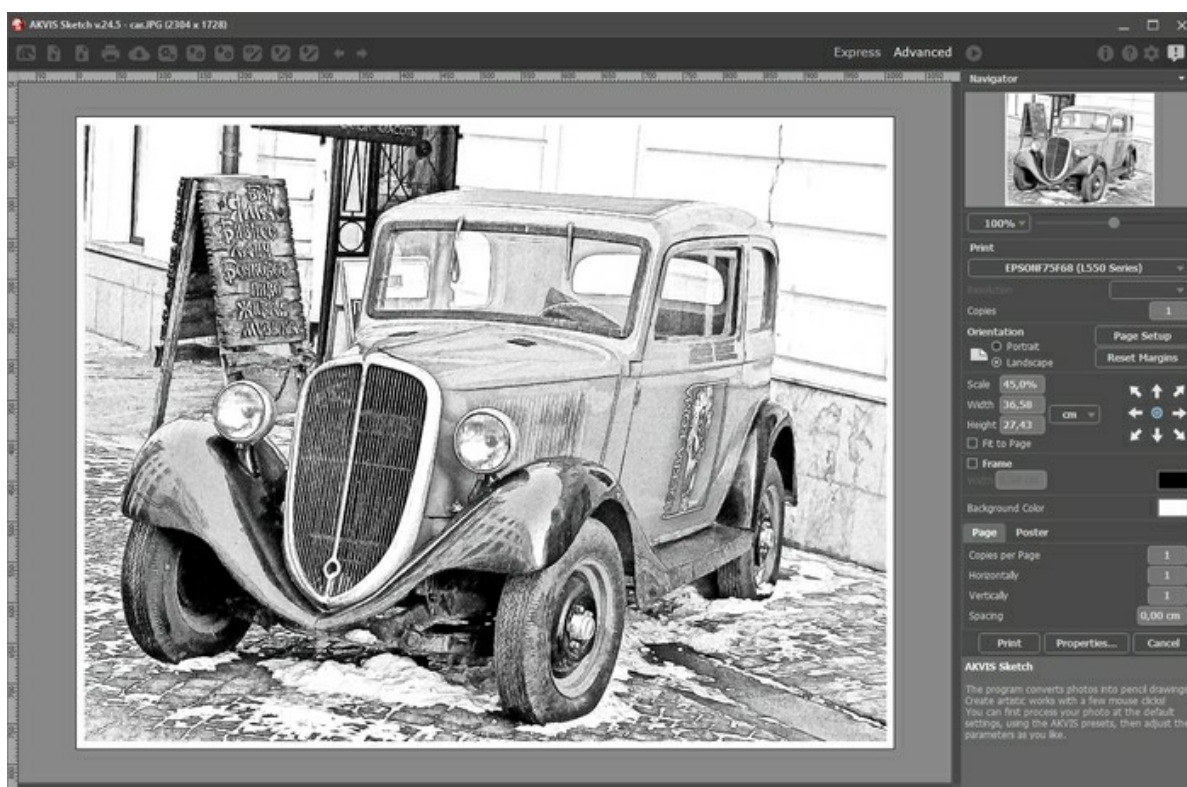 AKVIS Sketch v.24.5 - car.JPG (2304 x 1728)
Express Advanced
Navigator
100%
Print
EPSON1F75F68 (L550 Series)
Resolution
Copies 1
Orientation
Portrait
Landscape
Page Setup
Reset Margins
Scale 45,0%
Width 36,58
cm
Height 27,43
Fit to Page
Frame
Width
Background Color
Page Poster
Copies per Page 1
Horizontally 1
Vertically 1
Spacing 0,00 cm
Print Properties... Cancel
AKVIS Sketch
The program converts photos into pencil drawings
Create artistic works with a few mouse clicks!
You can first process your photo at the default
settings, using the AKVIS presets, then adjust the
parameters as you like.